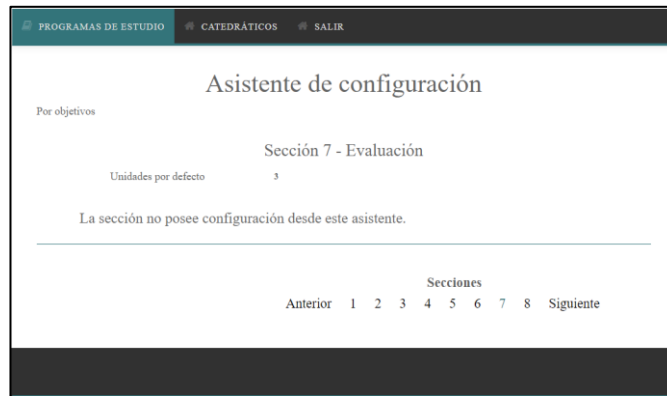 PROGRAMAS DE ESTUDIO CATEDRÁTICOS SALIR
Asistente de configuración
Por objetivos
Sección 7 - Evaluación
Unidades por defecto 3
La sección no posee configuración desde este asistente.
Secciones
Anterior 1 2 3 4 5 6 7 8 Siguiente